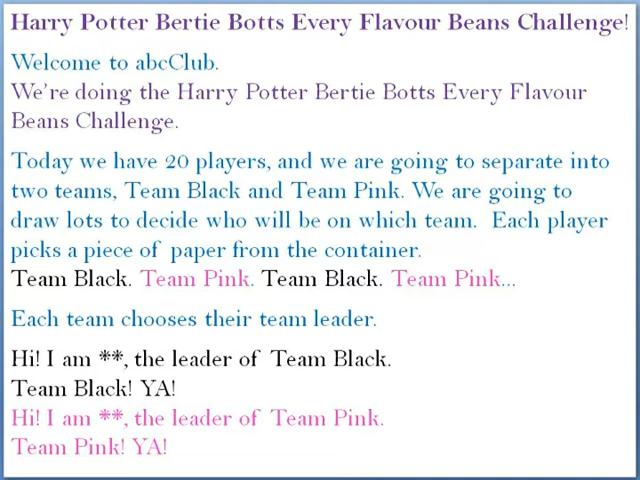 Harry Potter Bertie Botts Every Flavour Beans Challenge!
Welcome to abcClub.
We're doing the Harry Potter Bertie Botts Every Flavour
Beans Challenge.
Today we have 20 players, and we are going to separate into
two teams, Team Black and Team Pink. We are going to
draw lots to decide who will be on which team. Each player
picks a piece of paper from the container.
Team Black. Team Pink. Team Black. Team Pink...
Each team chooses their team leader.
Hi! I am **, the leader of Team Black.
Team Black! YA!
Hi! I am **, the leader of Team Pink.
Team Pink! YA!